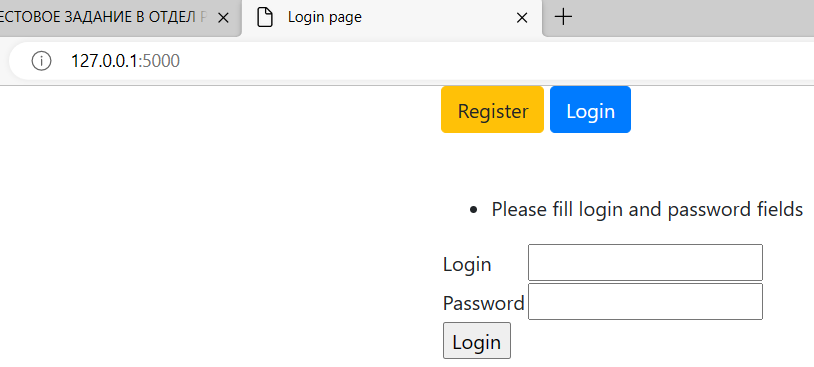 ЕСТОВОЕ ЗАДАНИЕ В ОТДЕЛ Login page
127.0.0.1:5000
Register Login
Please fill login and password fields
Login
Password
Login